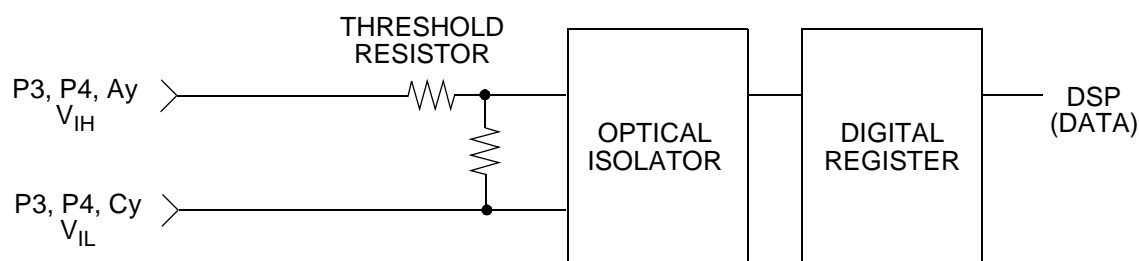 THRESHOLD
RESISTOR
P3, P4, Ay
V_IH
P3, P4, Cy
V_IL
OPTICAL
ISOLATOR
DIGITAL
REGISTER
DSP
(DATA)